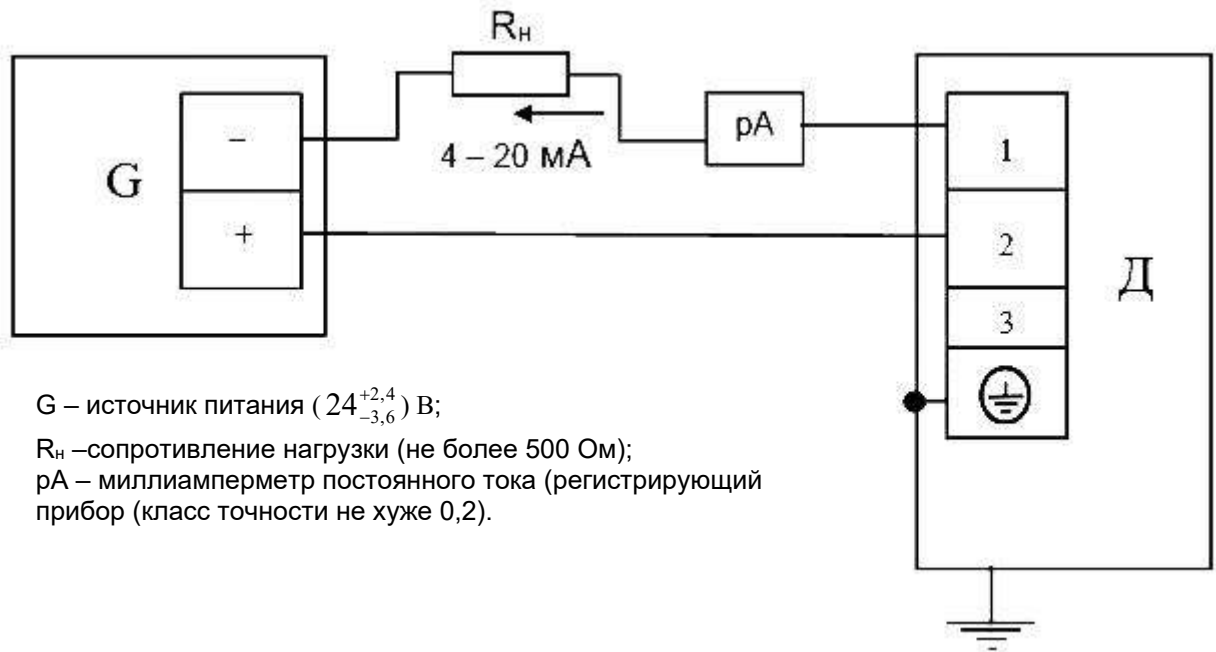 Rн
G
–
+
4 – 20 мА
pA
1
2
3
Д
G – источник питания ( 24 +2,4 −3,6 ) В;
Rн –сопротивление нагрузки (не более 500 Ом);
pA – миллиамперметр постоянного тока (регистрирующий
прибор (класс точности не хуже 0,2).